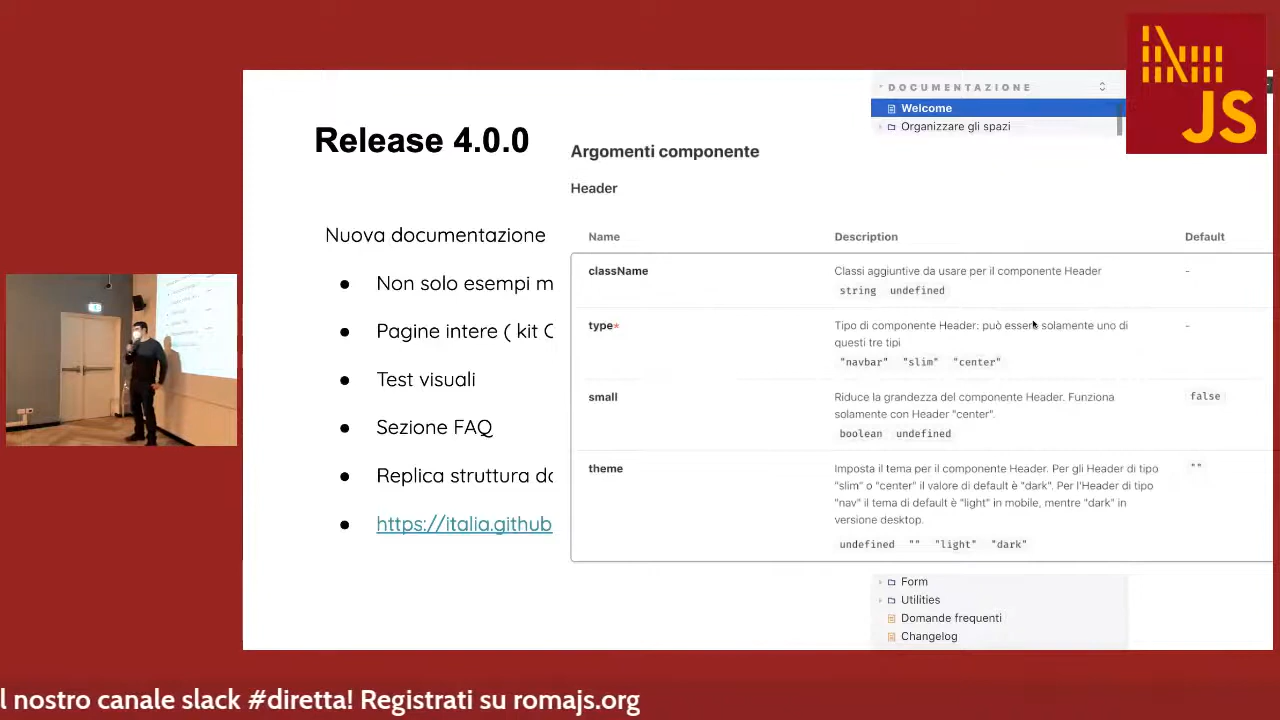 JS
DOCUMENTAZIONE
Welcome
Organizzare gli spazi
Release 4.0.0
Nuova documentazione
Non solo esempi m
Pagine intere ( kit
Test visuali
Sezione FAQ
Replica struttura
https://italia.github
Argomenti componente
Header
Name Description Default
className Classi aggiuntive da usare per il componente Header -
string undefined
type* Tipo di componente Header: può essere solamente uno di -
questi tre tipi
"navbar" "slim" "center"
small Riduce la grandezza del componente Header. Funziona false
solamente con Header "center".
boolean undefined
theme Imposta il tema per il componente Header. Per gli Header di tipo ""
"slim" o "center" il valore di default è "dark". Per l'Header di tipo
"nav" il tema di default è "light" in mobile, mentre "dark" in
versione desktop.
undefined "" "light" "dark"
Form
Utilities
Domande frequenti
Changelog
l nostro canale slack #diretta! Registrati su romajs.org